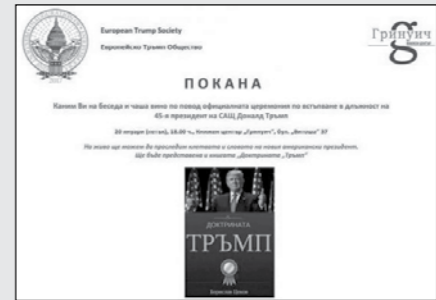 European Trump Society
Европейско Тръмп Общество
Гринуич
ПОКАНА
Каним Ви на беседа и чаша вино по повод официалната церемония по встъпване в длъжност на
45-я президент на САЩ Доналд Тръмп
20 януари (петък), 18.00 ч., Книжен център „Гринуич“, бул. „Витоша“ 37
На живо ще можем да проследим клетвата и словото на новия американски президент.
Ще бъде представена и книгата „Доктрината „Тръмп“
ДОКТРИНАТА
ТРЪМП
Борислав Цеков